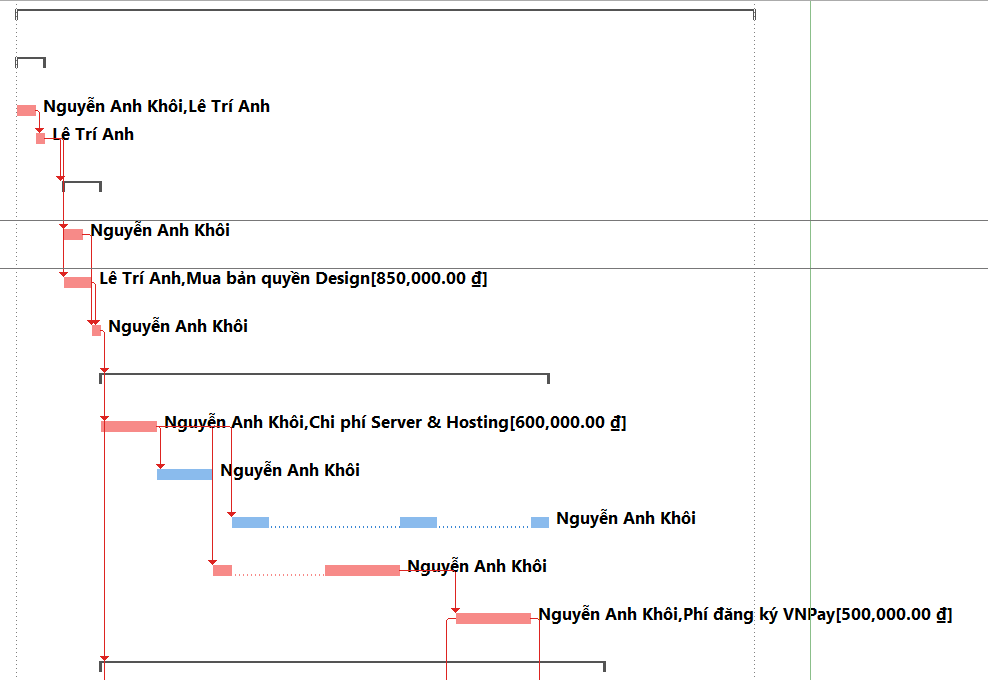 Nguyễn Anh Khôi,Lê Trí Anh
Lê Trí Anh
Nguyễn Anh Khôi
Lê Trí Anh,Mua bản quyền Design[850,000.00 ₫]
Nguyễn Anh Khôi
Nguyễn Anh Khôi,Chi phí Server & Hosting[600,000.00 ₫]
Nguyễn Anh Khôi
Nguyễn Anh Khôi
Nguyễn Anh Khôi
Nguyễn Anh Khôi,Phí đăng ký VNPay[500,000.00 ₫]